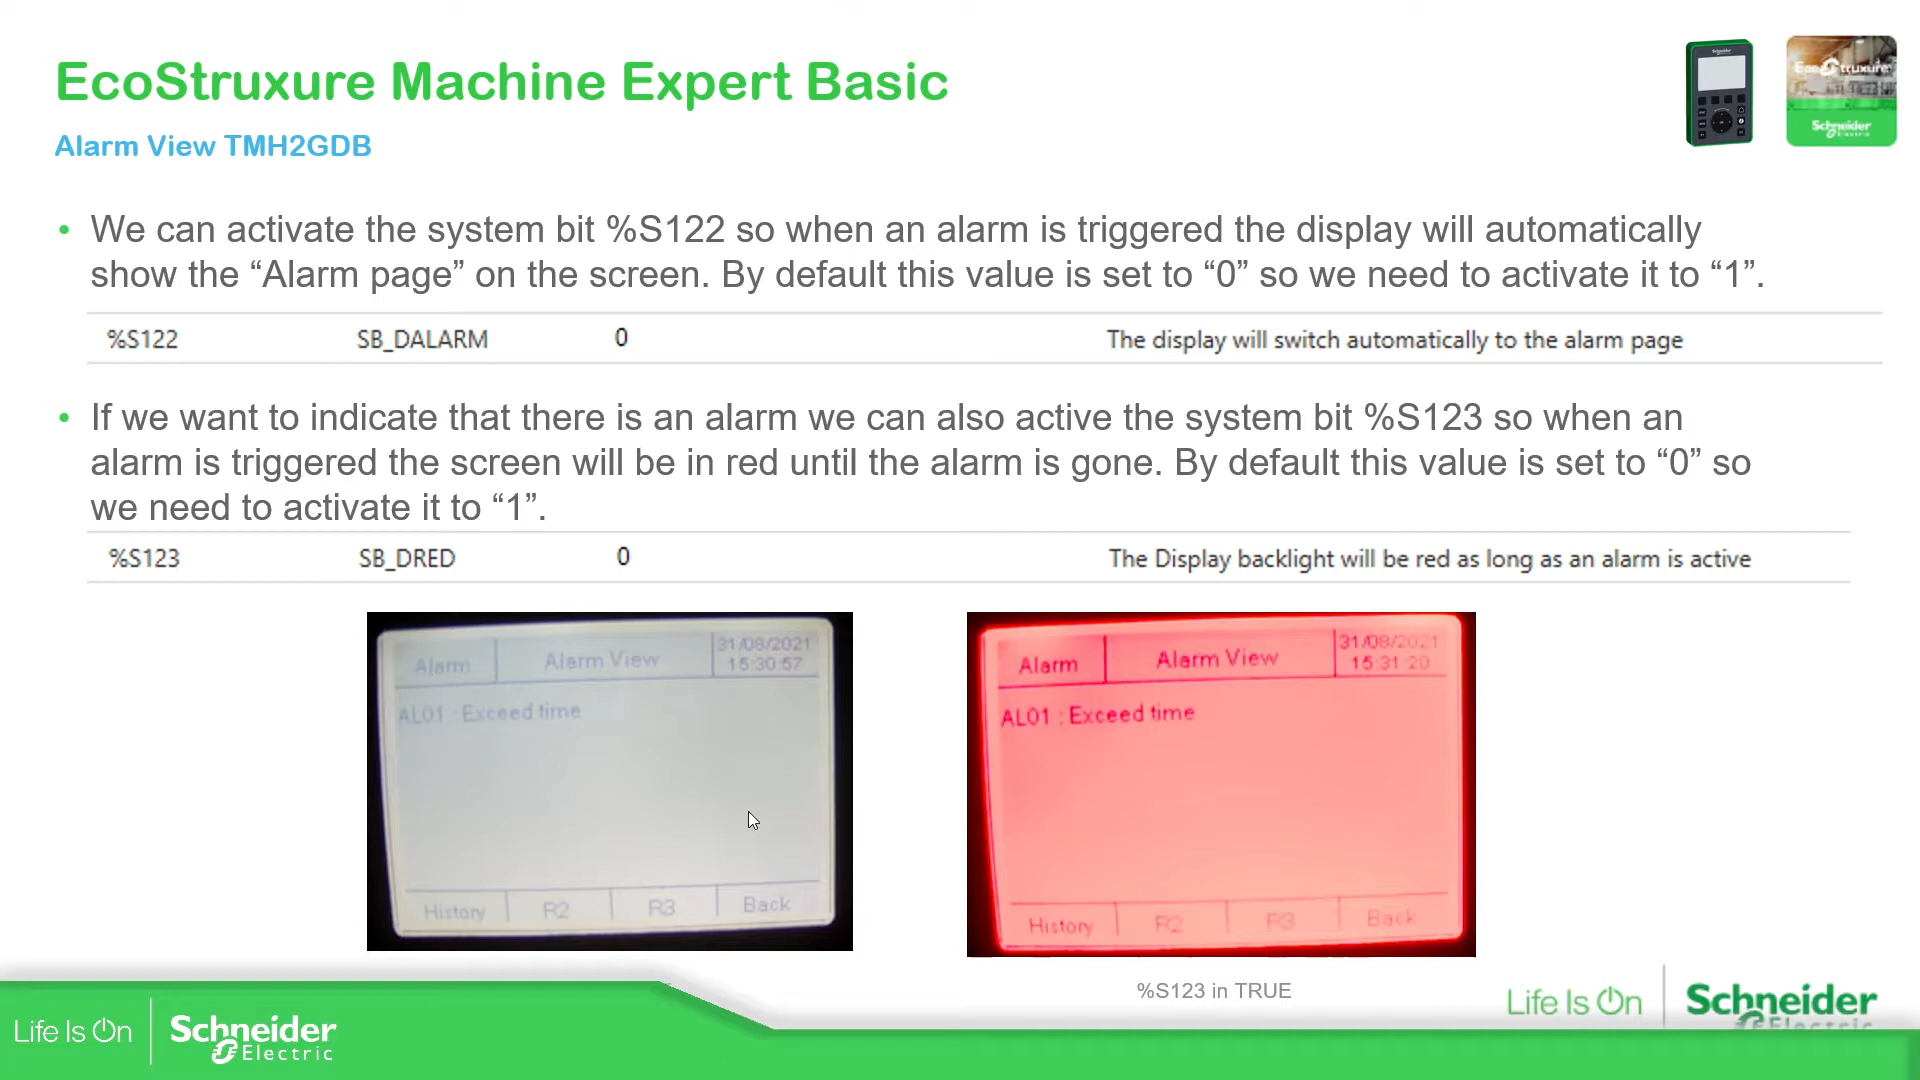 EcoStruxure Machine Expert Basic
Alarm View TMH2GDB
Schneider
Electric
• We can activate the system bit %S122 so when an alarm is triggered the display will automatically
show the “Alarm page” on the screen. By default this value is set to “0” so we need to activate it to “1”.
%S122 SB_DALARM 0 The display will switch automatically to the alarm page
• If we want to indicate that there is an alarm we can also active the system bit %S123 so when an
alarm is triggered the screen will be in red until the alarm is gone. By default this value is set to “0” so
we need to activate it to “1”.
%S123 SB_DRED 0 The Display backlight will be red as long as an alarm is active
Alarm Alarm View 31/08/2021
15:30:57
AL01 : Exceed time
History R2 R3 Back
Alarm Alarm View 31/08/2021
15:31:20
AL01 : Exceed time
History R2 R3 Back
%S123 in TRUE
Life Is On Schneider
Electric
Life Is On Schneider
Electric